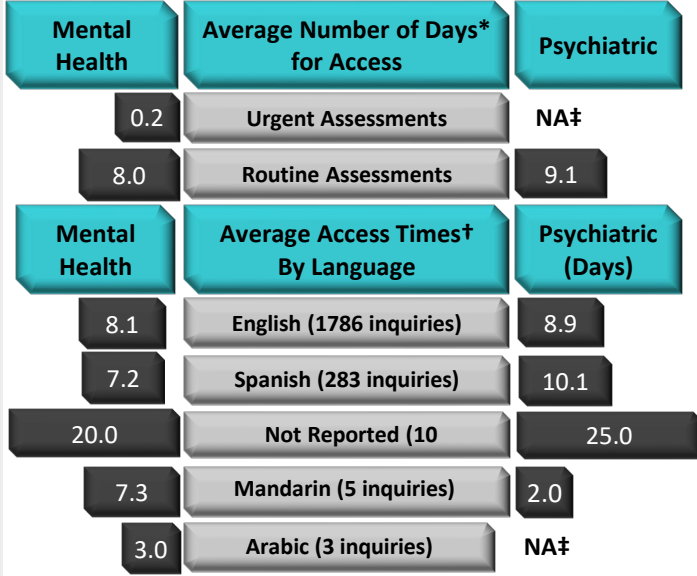 Mental
Health
Average Number of Days*
for Access
Psychiatric
0.2
Urgent Assessments
NA‡
8.0
Routine Assessments
9.1
Mental
Health
Average Access Times†
By Language
Psychiatric
(Days)
8.1
English (1786 inquiries)
8.9
7.2
Spanish (283 inquiries)
10.1
20.0
Not Reported (10
25.0
7.3
Mandarin (5 inquiries)
2.0
3.0
Arabic (3 inquiries)
NA‡